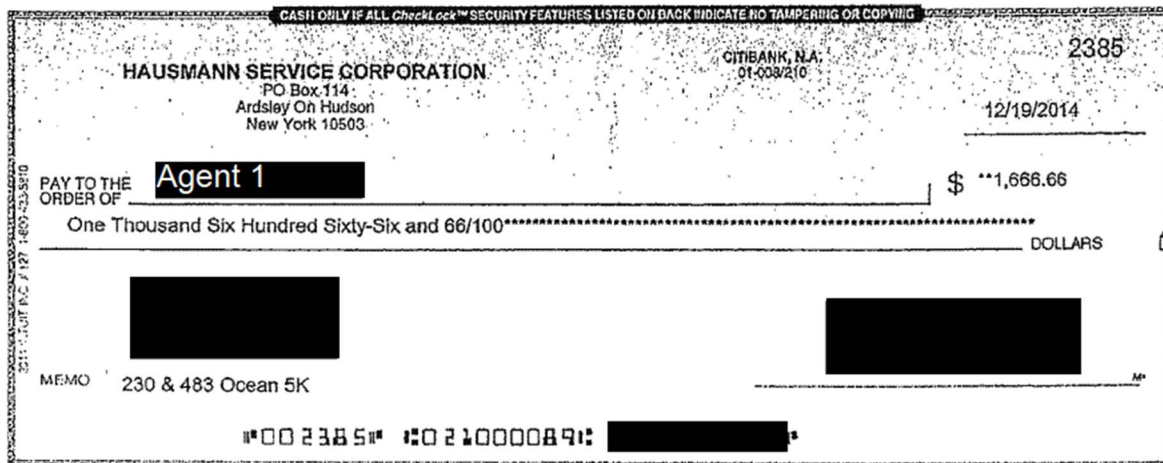 CASH ONLY IF ALL CheckLock™ SECURITY FEATURES LISTED ON BACK INDICATE NO TAMPERING OR COPYING
2385
HAUSMANN SERVICE CORPORATION
PO Box 114
Ardsley On Hudson
New York 10503
CITIBANK, N.A.
12/19/2014
PAY TO THE
ORDER OF
Agent 1
$ **1,666.66
One Thousand Six Hundred Sixty-Six and 66/100
DOLLARS
MEMO 230 & 483 Ocean 5K
⑈002385⑈ ⑆021000089⑆